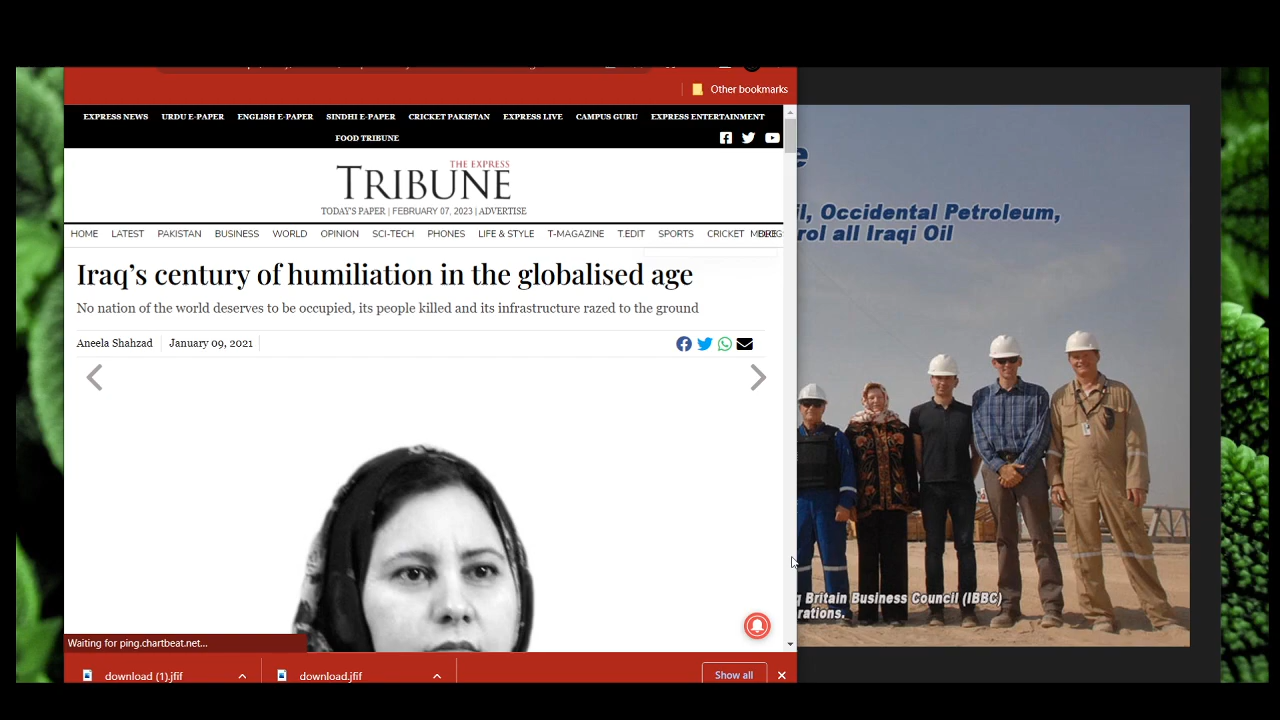 Other bookmarks
EXPRESS NEWS URDU E-PAPER ENGLISH E-PAPER SINDHI E-PAPER CRICKET PAKISTAN EXPRESS LIVE CAMPUS GURU EXPRESS ENTERTAINMENT
FOOD TRIBUNE
THE EXPRESS
TRIBUNE
TODAY'S PAPER | FEBRUARY 07, 2023 | ADVERTISE
HOME LATEST PAKISTAN BUSINESS WORLD OPINION SCI-TECH PHONES LIFE & STYLE T-MAGAZINE T.EDIT SPORTS CRICKET
Iraq's century of humiliation in the globalised age
No nation of the world deserves to be occupied, its people killed and its infrastructure razed to the ground
Aneela Shahzad January 09, 2021
Waiting for ping.chartbeat.net...
download (1).jfif download.jfif Show all
e
il, Occidental Petroleum,
rol all Iraqi Oil
q Britain Business Council (IBBC)
rations.